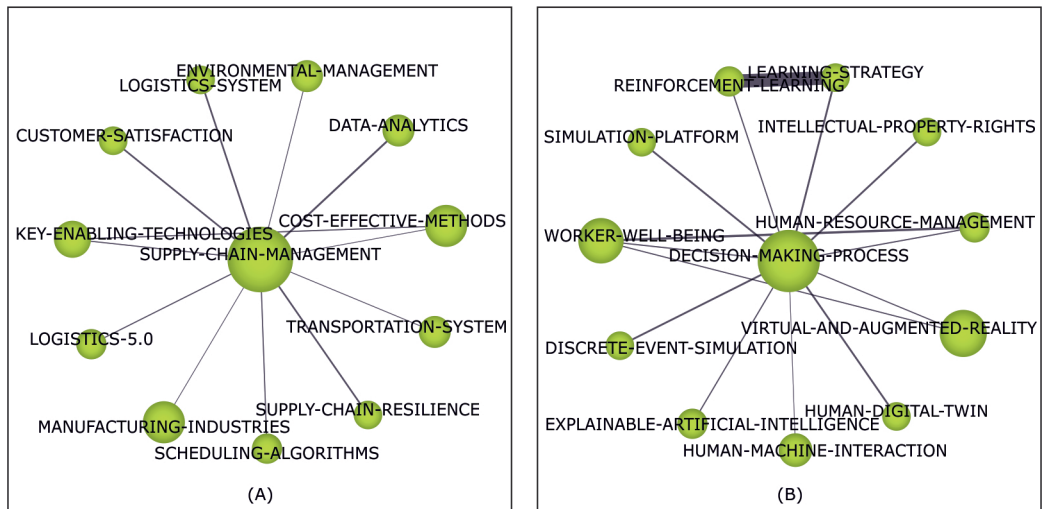 ENVIRONMENTAL-MANAGEMENT
LOGISTICS-SYSTEM
DATA-ANALYTICS
CUSTOMER-SATISFACTION
COST-EFFECTIVE-METHODS
KEY-ENABLING-TECHNOLOGIES
SUPPLY-CHAIN-MANAGEMENT
TRANSPORTATION-SYSTEM
LOGISTICS-5.0
SUPPLY-CHAIN-RESILIENCE
MANUFACTURING-INDUSTRIES
SCHEDULING-ALGORITHMS
(A)
LEARNING-STRATEGY
REINFORCEMENT-LEARNING
INTELLECTUAL-PROPERTY-RIGHTS
SIMULATION-PLATFORM
HUMAN-RESOURCE-MANAGEMENT
WORKER-WELL-BEING
DECISION-MAKING-PROCESS
VIRTUAL-AND-AUGMENTED-REALITY
DISCRETE-EVENT-SIMULATION
HUMAN-DIGITAL-TWIN
EXPLAINABLE-ARTIFICIAL-INTELLIGENCE
HUMAN-MACHINE-INTERACTION
(B)